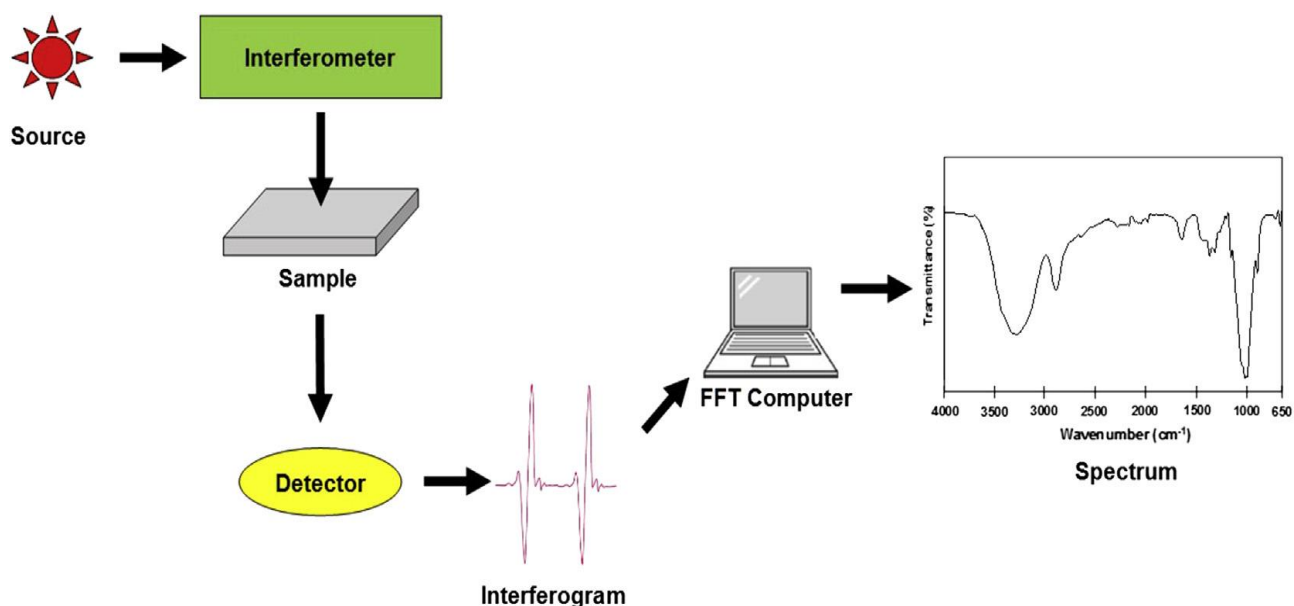 Interferometer
Source
Sample
Detector
Interferogram
FFT Computer
Transmittance (%)
4000 3500 3000 2500 2000 1500 1000 650
Wavenumber (cm⁻¹)
Spectrum